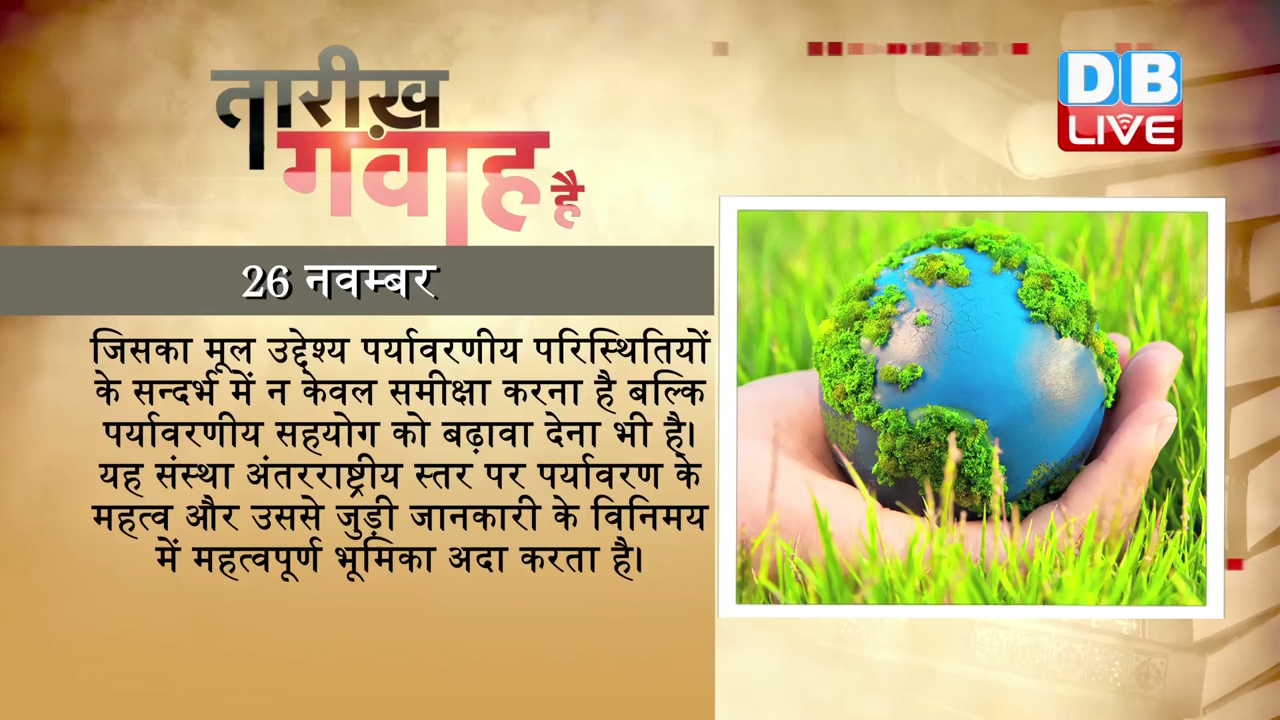 तारीख़
गवाह है
DB
LIVE
26 नवम्बर
जिसका मूल उद्देश्य पर्यावरणीय परिस्थितियों
के सन्दर्भ में न केवल समीक्षा करना है बल्कि
पर्यावरणीय सहयोग को बढ़ावा देना भी है।
यह संस्था अंतरराष्ट्रीय स्तर पर पर्यावरण के
महत्व और उससे जुड़ी जानकारी के विनिमय
में महत्वपूर्ण भूमिका अदा करता है।